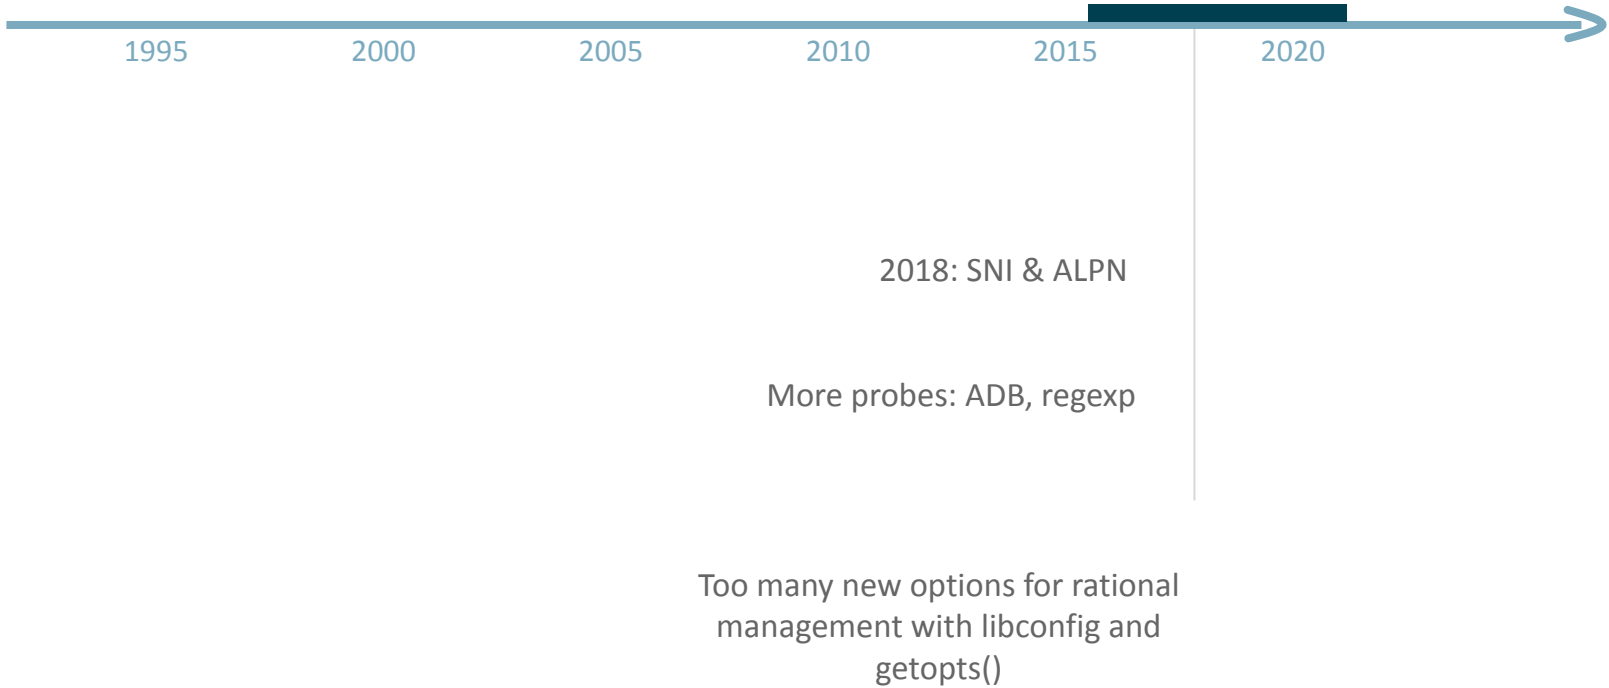 1995 2000 2005 2010 2015 2020
2018: SNI & ALPN
More probes: ADB, regexp
Too many new options for rational
management with libconfig and
getopts()